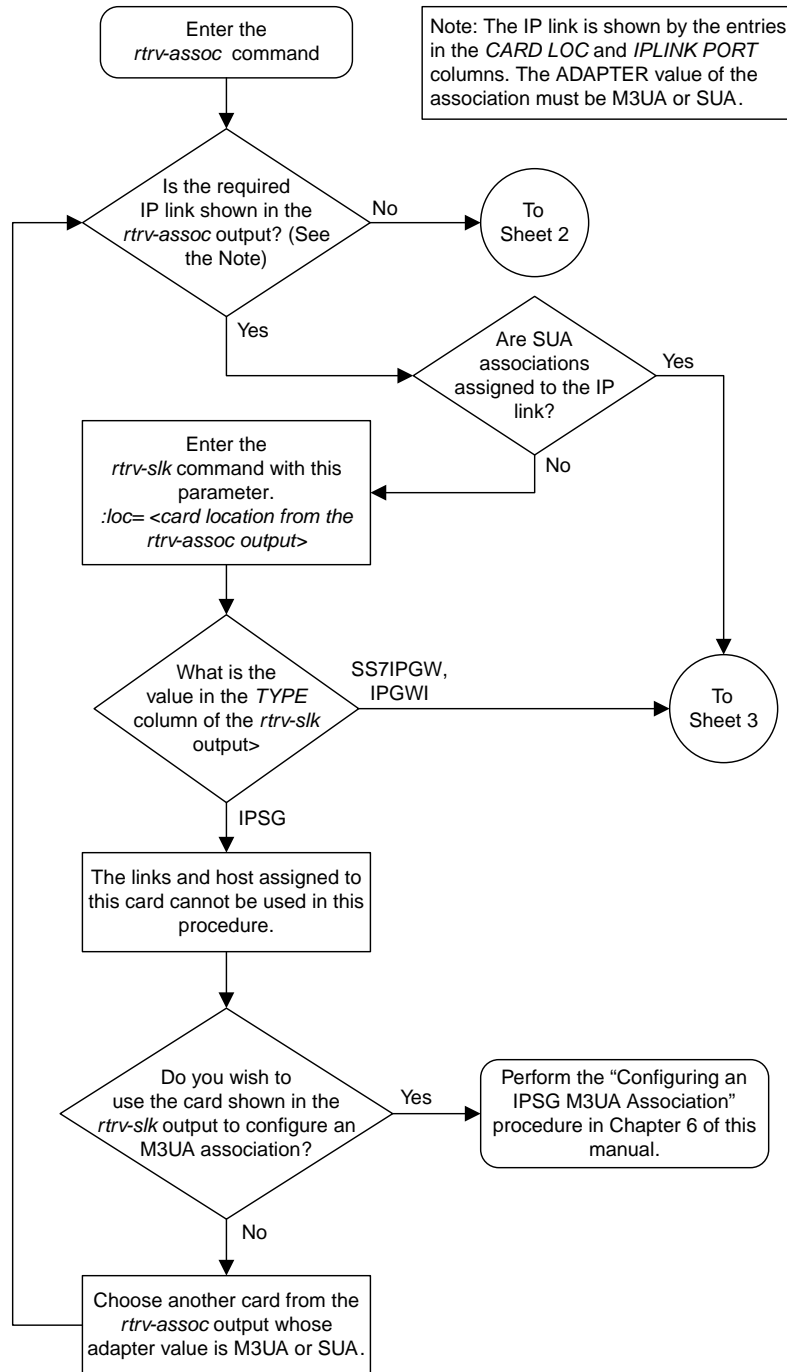 Enter the
rtrv-assoc command
Note: The IP link is shown by the entries
in the CARD LOC and IPLINK PORT
columns. The ADAPTER value of the
association must be M3UA or SUA.
Is the required
IP link shown in the
rtrv-assoc output? (See
the Note)
No
To
Sheet 2
Yes
Are SUA
associations
assigned to the IP
link?
Yes
No
Enter the
rtrv-slk command with this
parameter.
:loc= <card location from the
rtrv-assoc output>
What is the
value in the TYPE
column of the rtrv-slk
output>
SS7IPGW,
IPGWI
To
Sheet 3
IPSG
The links and host assigned to
this card cannot be used in this
procedure.
Do you wish to
use the card shown in the
rtrv-slk output to configure an
M3UA association?
Yes
Perform the “Configuring an
IPSG M3UA Association”
procedure in Chapter 6 of this
manual.
No
Choose another card from the
rtrv-assoc output whose
adapter value is M3UA or SUA.